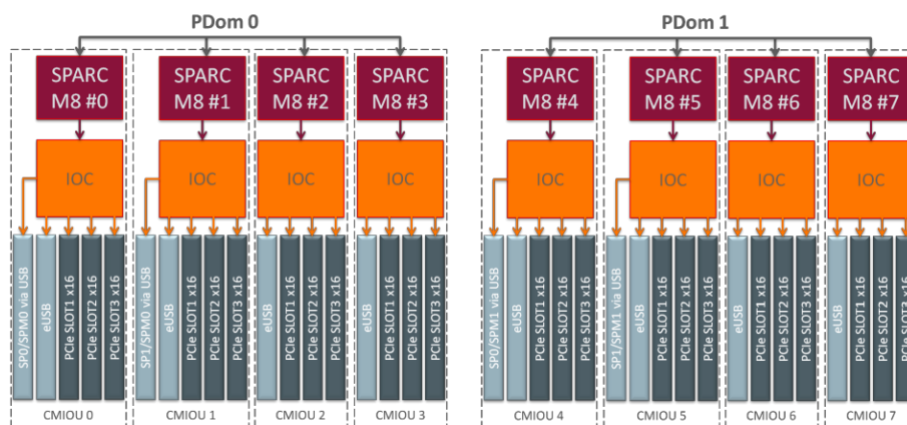 PDom 0
PDom 1
SPARC
M8 #0
SPARC
M8 #1
SPARC
M8 #2
SPARC
M8 #3
SPARC
M8 #4
SPARC
M8 #5
SPARC
M8 #6
SPARC
M8 #7
IOC
IOC
IOC
IOC
IOC
IOC
IOC
IOC
SP0/SPM0 via USB
eUSB
PCIe SLOT1 x16
PCIe SLOT2 x16
PCIe SLOT3 x16
SP1/SPM0 via USB
eUSB
PCIe SLOT1 x16
PCIe SLOT2 x16
PCIe SLOT3 x16
eUSB
PCIe SLOT1 x16
PCIe SLOT2 x16
PCIe SLOT3 x16
eUSB
PCIe SLOT1 x16
PCIe SLOT2 x16
PCIe SLOT3 x16
SP0/SPM1 via USB
eUSB
PCIe SLOT1 x16
PCIe SLOT2 x16
PCIe SLOT3 x16
SP1/SPM1 via USB
eUSB
PCIe SLOT1 x16
PCIe SLOT2 x16
PCIe SLOT3 x16
eUSB
PCIe SLOT1 x16
PCIe SLOT2 x16
PCIe SLOT3 x16
eUSB
PCIe SLOT1 x16
PCIe SLOT2 x16
PCIe SLOT3 x16
CMIOU 0
CMIOU 1
CMIOU 2
CMIOU 3
CMIOU 4
CMIOU 5
CMIOU 6
CMIOU 7